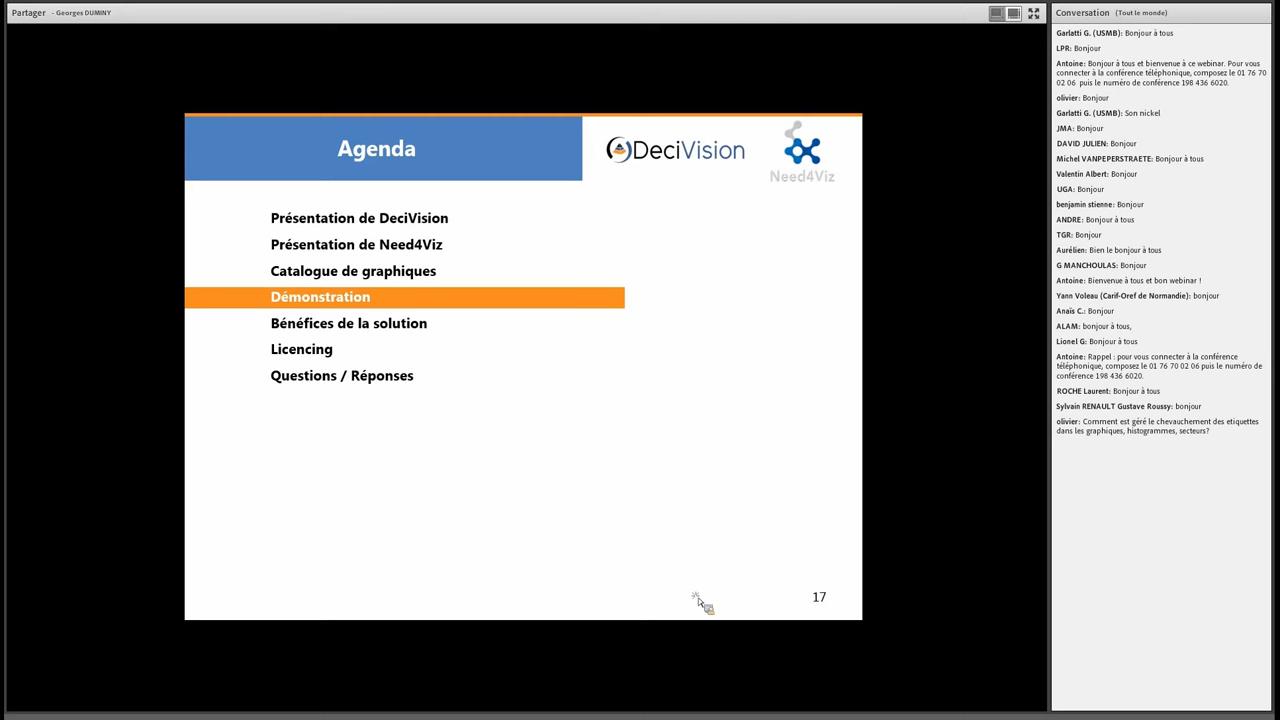 Partager - Georges DUMINY
Agenda
DeciVision
Need4Viz
Présentation de DeciVision
Présentation de Need4Viz
Catalogue de graphiques
Démonstration
Bénéfices de la solution
Licencing
Questions / Réponses
17
Conversation (Tout le monde)
Garlatti G. (USMB): Bonjour à tous
LPR: Bonjour
Antoine: Bonjour à tous et bienvenue à ce webinar. Pour vous
connecter à la conférence téléphonique, composez le 01 76 70
02 06 puis le numéro de conférence 198 436 6020.
olivier: Bonjour
Garlatti G. (USMB): Son nickel
JMA: Bonjour
DAVID JULIEN: Bonjour
Michel VANPEPERSTRAETE: Bonjour à tous
Valentin Albert: Bonjour
UGA: Bonjour
benjamin stienne: Bonjour
ANDRE: Bonjour à tous
TGR: Bonjour
Aurélien: Bien le bonjour à tous
G MANCHOULAS: Bonjour
Antoine: Bienvenue à tous et bon webinar !
Yann Voleau (Carif-Oref de Normandie): bonjour
Anaïs C.: Bonjour
ALAM: bonjour à tous,
Lionel G: Bonjour à tous
Antoine: Rappel : pour vous connecter à la conférence
téléphonique, composez le 01 76 70 02 06 puis le numéro de
conférence 198 436 6020.
ROCHE Laurent: Bonjour à tous
Sylvain RENAULT Gustave Roussy: bonjour
olivier: Comment est géré le chevauchement des etiquettes
dans les graphiques, histogrammes, secteurs?